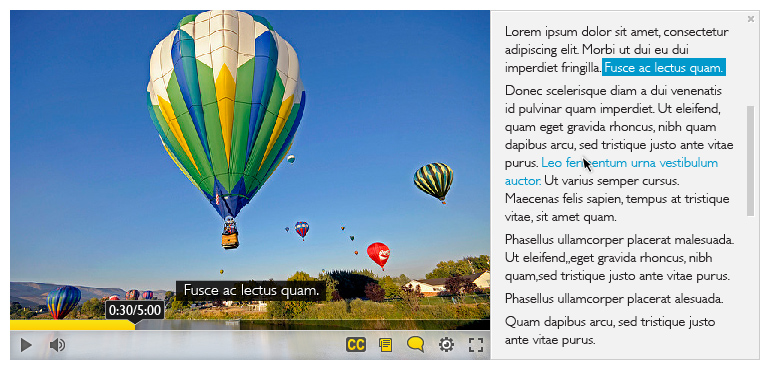 Lorem ipsum dolor sit amet, consectetur
adipiscing elit. Morbi ut dui eu dui
imperdiet fringilla. Fusce ac lectus quam.
Donec scelerisque diam a dui venenatis
id pulvinar quam imperdiet. Ut eleifend,
quam eget gravida rhoncus, nibh quam
dapibus arcu, sed tristique justo ante vitae
purus. Leo fermentum urna vestibulum
auctor. Ut varius semper cursus.
Maecenas felis sapien, tempus at tristique
vitae, sit amet quam.
Phasellus ullamcorper placerat malesuada.
Ut eleifend,,eget gravida rhoncus, nibh
quam,sed tristique justo ante vitae purus.
Phasellus ullamcorper placerat alesuada.
Quam dapibus arcu, sed tristique justo
ante vitae purus.
Fusce ac lectus quam.
0:30/5:00
CC